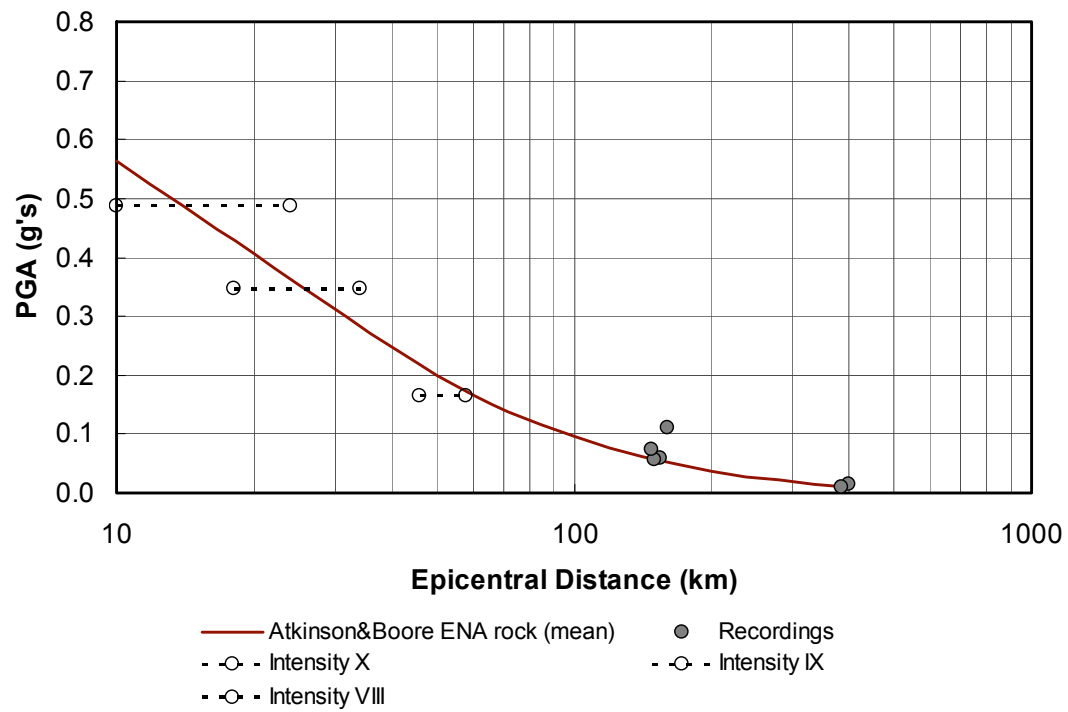 0.8
0.7
0.6
0.5
0.4
0.3
0.2
0.1
0.0
PGA (g's)
10 100 1000
Epicentral Distance (km)
Atkinson&Boore ENA rock (mean) Recordings
Intensity X Intensity IX
Intensity VIII